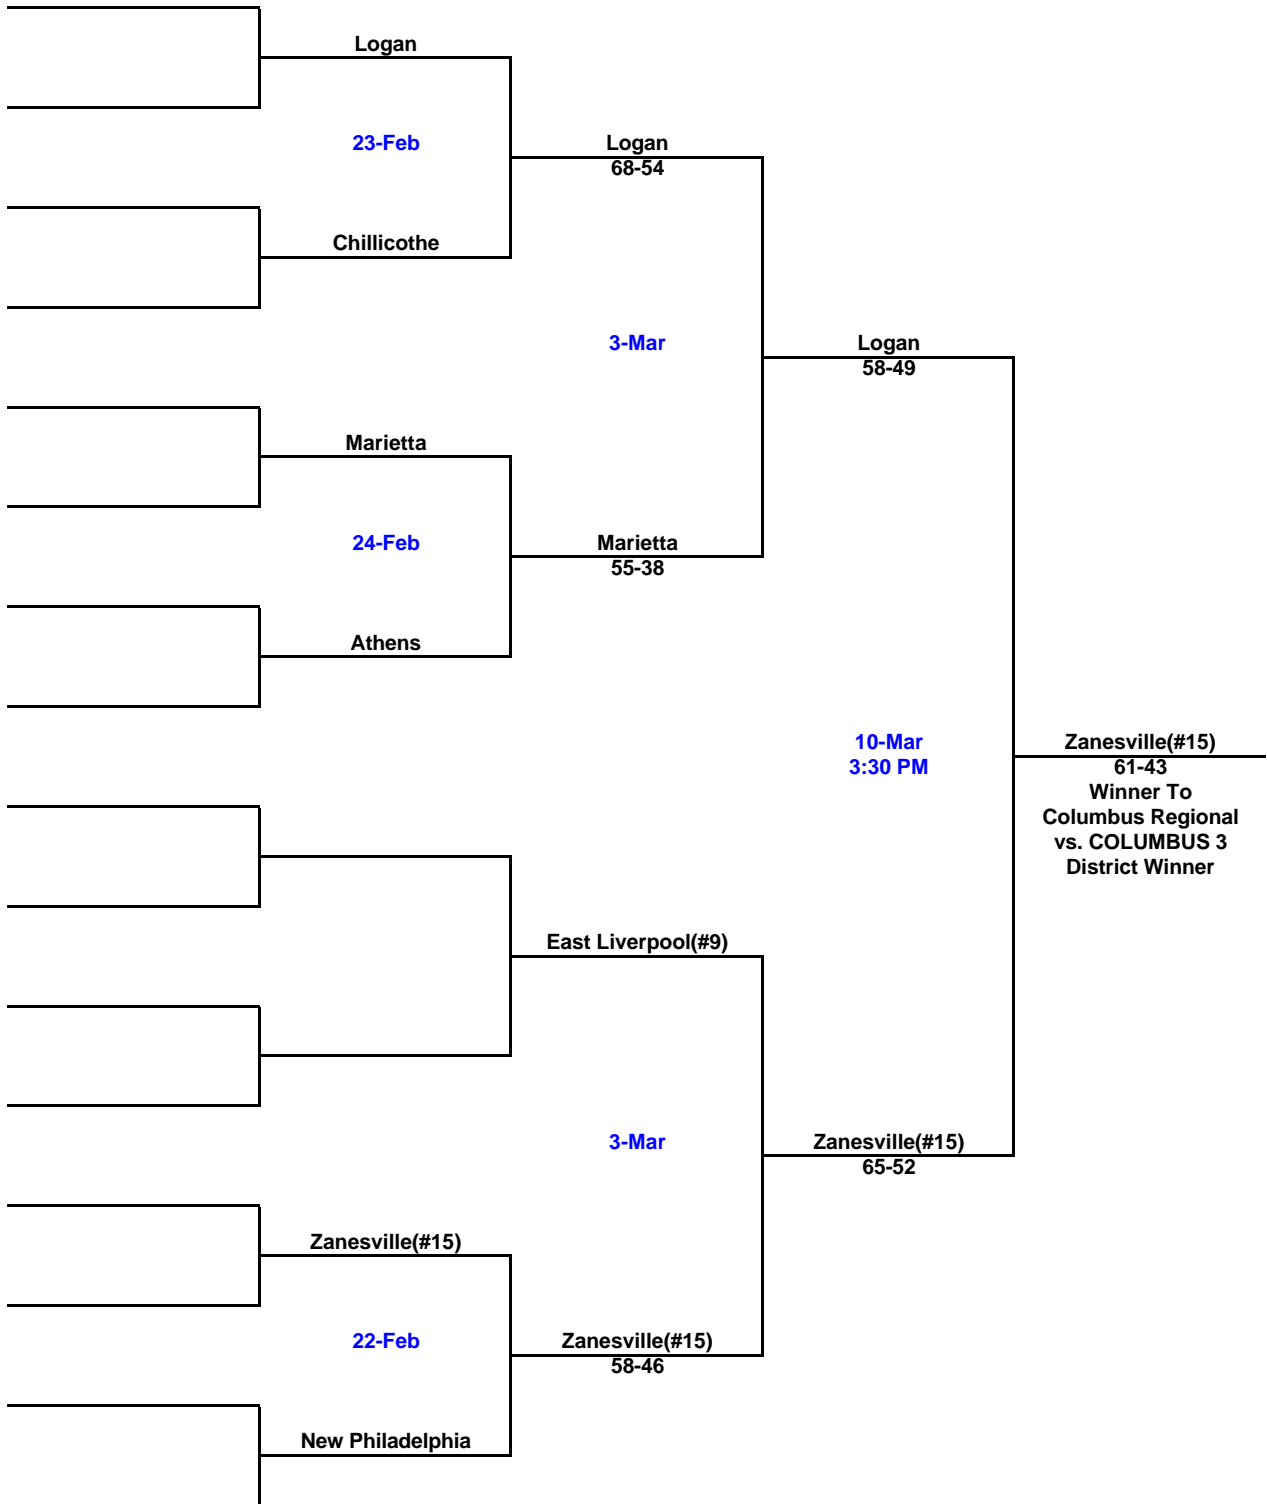 Logan
23-Feb
Logan
68-54
Chillicothe
3-Mar
Logan
58-49
Marietta
24-Feb
Marietta
55-38
Athens
10-Mar
3:30 PM
Zanesville(#15)
61-43
Winner To
Columbus Regional
vs. COLUMBUS 3
District Winner
East Liverpool(#9)
3-Mar
Zanesville(#15)
65-52
Zanesville(#15)
22-Feb
Zanesville(#15)
58-46
New Philadelphia